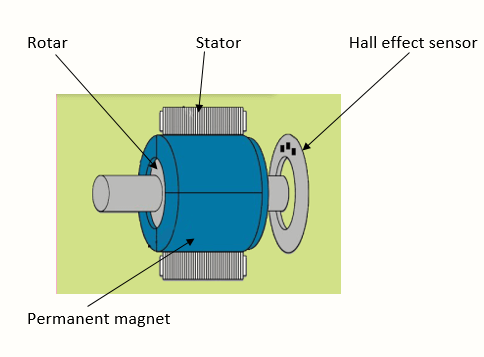 Rotar
Stator
Hall effect sensor
Permanent magnet